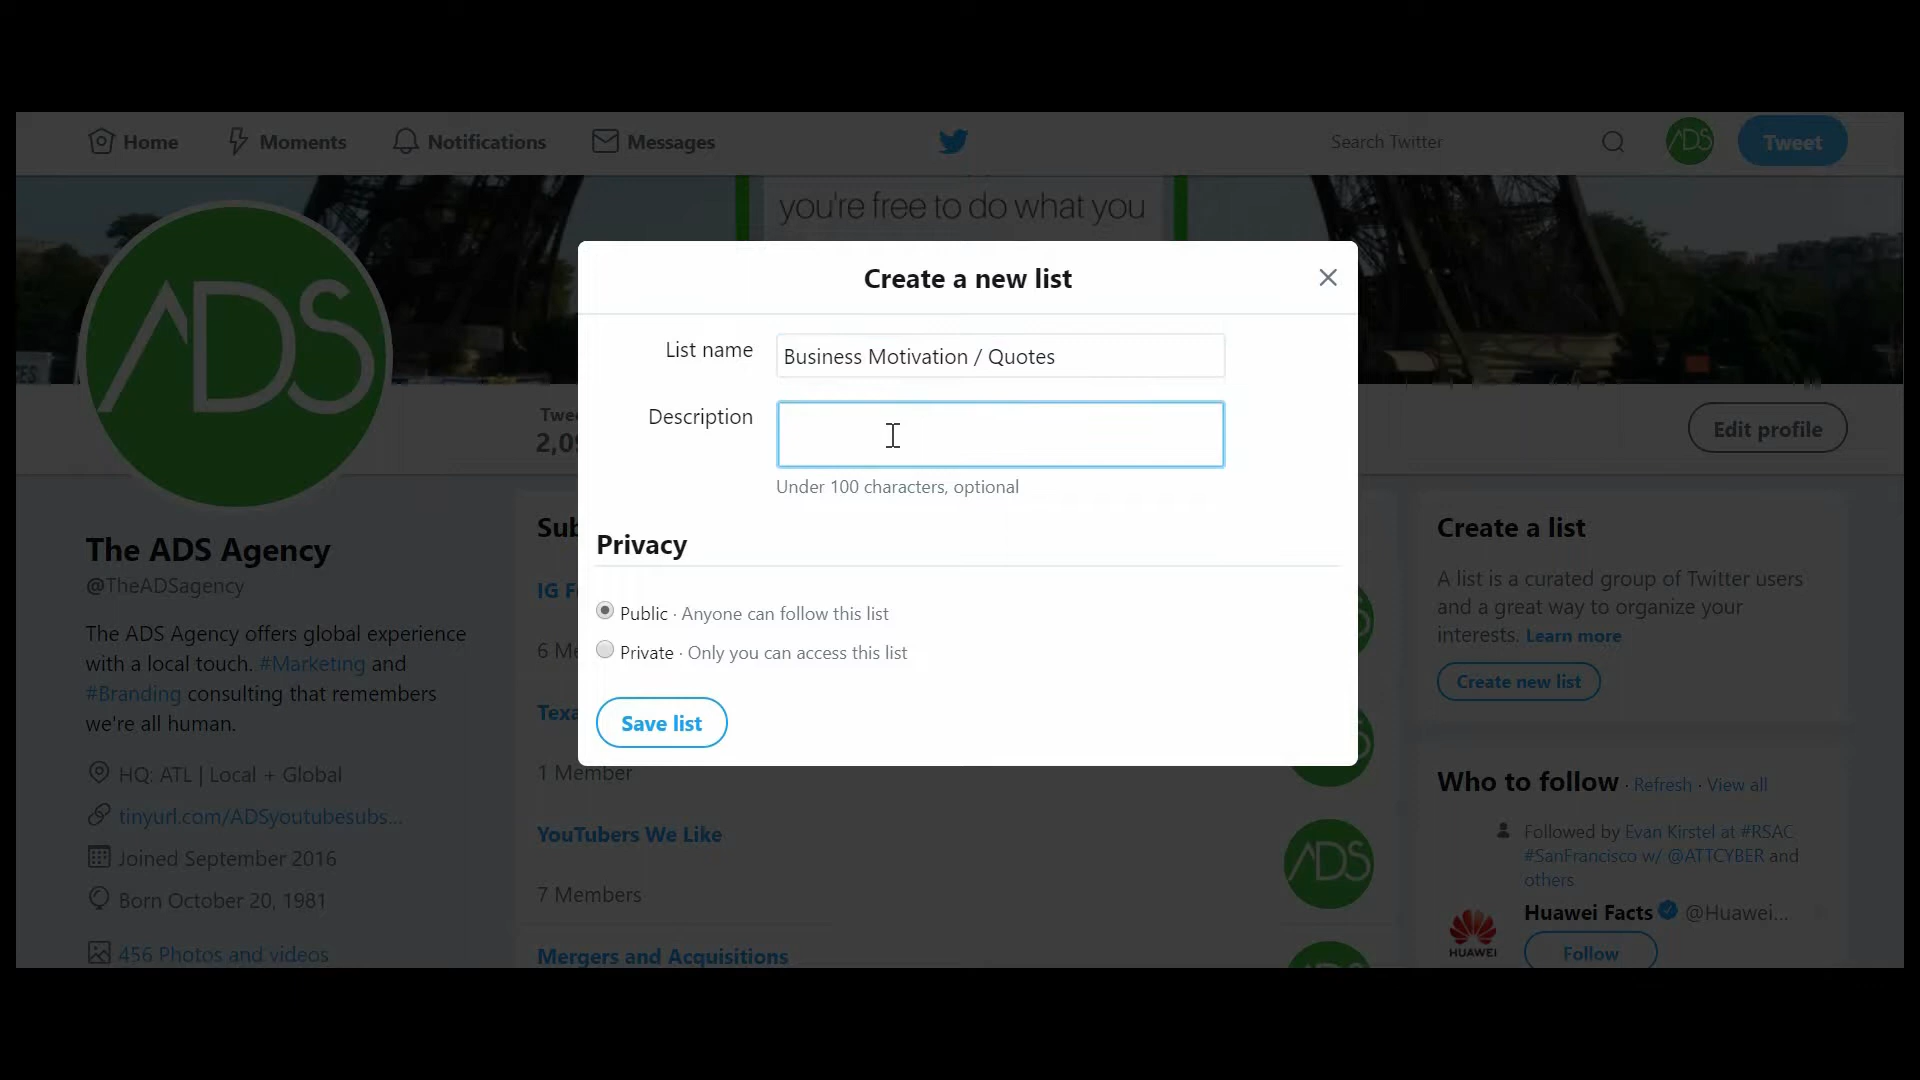 Home
Moments
Notifications
Messages
Search Twitter
ADS
Tweet
you're free to do what you
ADS
Create a new list
List name
Business Motivation / Quotes
Description
Under 100 characters, optional
Privacy
Public · Anyone can follow this list
Private · Only you can access this list
Save list
Edit profile
The ADS Agency
@TheADSagency
The ADS Agency offers global experience
with a local touch. #Marketing and
#Branding consulting that remembers
we're all human.
HQ: ATL | Local + Global
tinyurl.com/ADSyoutubesubs...
Joined September 2016
Born October 20, 1981
456 Photos and videos
1 Member
YouTubers We Like
7 Members
ADS
Mergers and Acquisitions
Create a list
A list is a curated group of Twitter users
and a great way to organize your
interests. Learn more
Create new list
Who to follow · Refresh · View all
Followed by Evan Kirstel at #RSAC
#SanFrancisco w/ @ATTCYBER and
others
Huawei Facts @Huawei...
HUAWEI
Follow